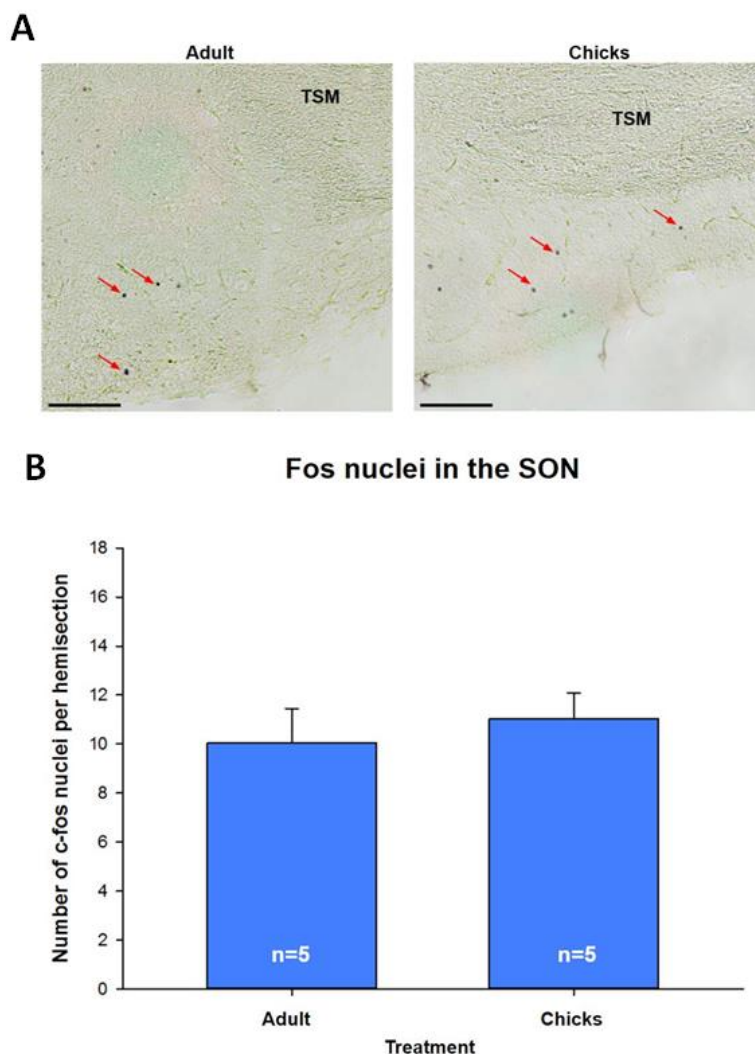 A
Adult
Chicks
TSM
TSM
B
Fos nuclei in the SON
Number of c-fos nuclei per hemisection
18
16
14
12
10
8
6
4
2
0
n=5
n=5
Adult
Chicks
Treatment